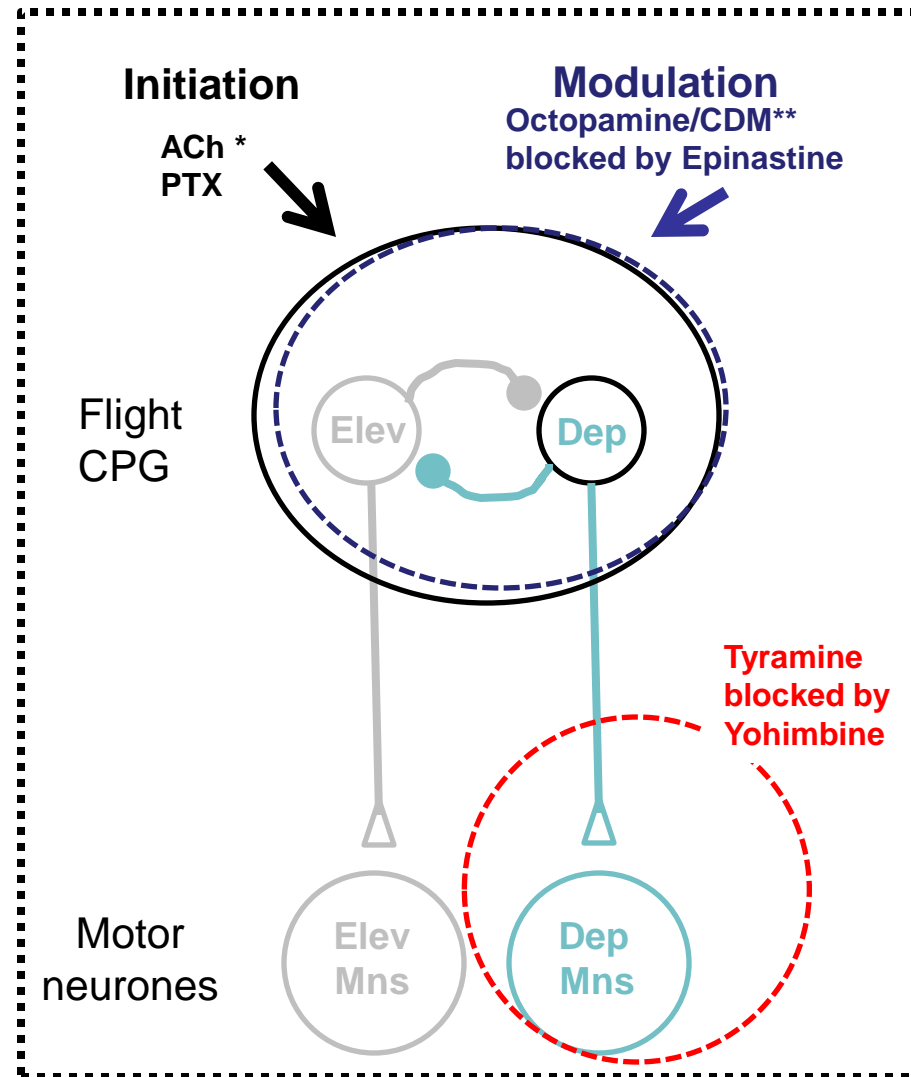 Initiation
ACh *
PTX
Modulation
Octopamine/CDM**
blocked by Epinastine
Flight
CPG
Elev
Dep
Tyramine
blocked by
Yohimbine
Motor
neurones
Elev
Mns
Dep
Mns